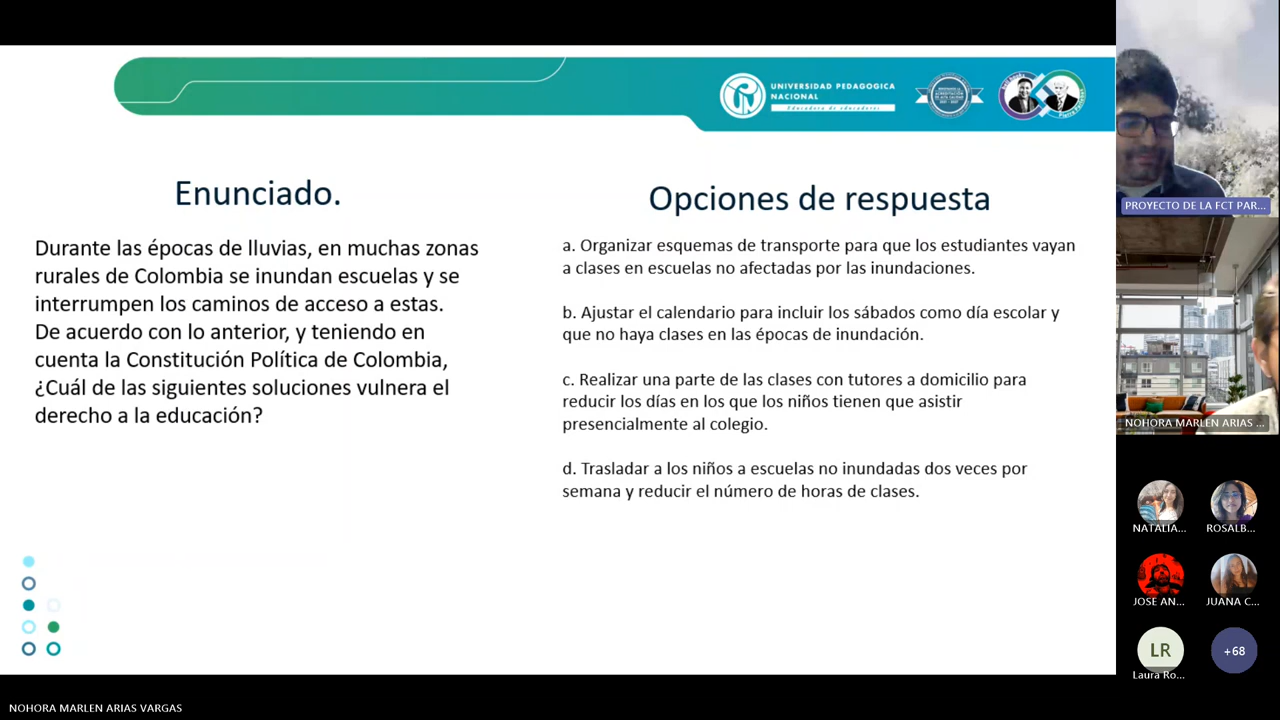 UNIVERSIDAD PEDAGOGICA
NACIONAL
Educadora de educadores
Enunciado.
Durante las épocas de lluvias, en muchas zonas
rurales de Colombia se inundan escuelas y se
interrumpen los caminos de acceso a estas.
De acuerdo con lo anterior, y teniendo en
cuenta la Constitución Política de Colombia,
¿Cuál de las siguientes soluciones vulnera el
derecho a la educación?
Opciones de respuesta
a. Organizar esquemas de transporte para que los estudiantes vayan
a clases en escuelas no afectadas por las inundaciones.
b. Ajustar el calendario para incluir los sábados como día escolar y
que no haya clases en las épocas de inundación.
c. Realizar una parte de las clases con tutores a domicilio para
reducir los días en los que los niños tienen que asistir
presencialmente al colegio.
d. Trasladar a los niños a escuelas no inundadas dos veces por
semana y reducir el número de horas de clases.
PROYECTO DE LA FCT PAR...
NOHORA MARLEN ARIAS ...
NATALIA...
ROSALB...
JOSE AN...
JUANA C...
LR
Laura Ro...
+68
NOHORA MARLEN ARIAS VARGAS